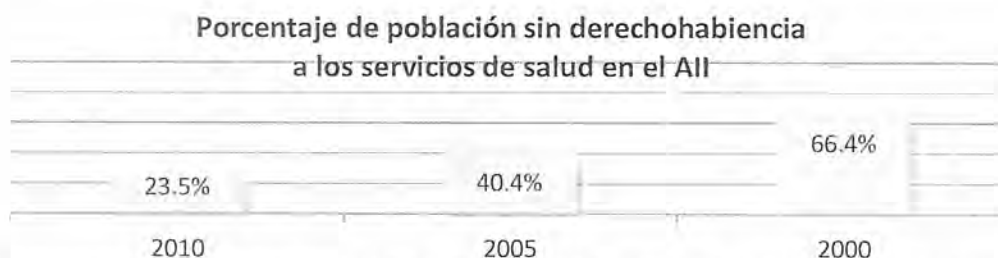 Porcentaje de población sin derechohabiencia
a los servicios de salud en el AII
23.5% 40.4% 66.4%
2010 2005 2000